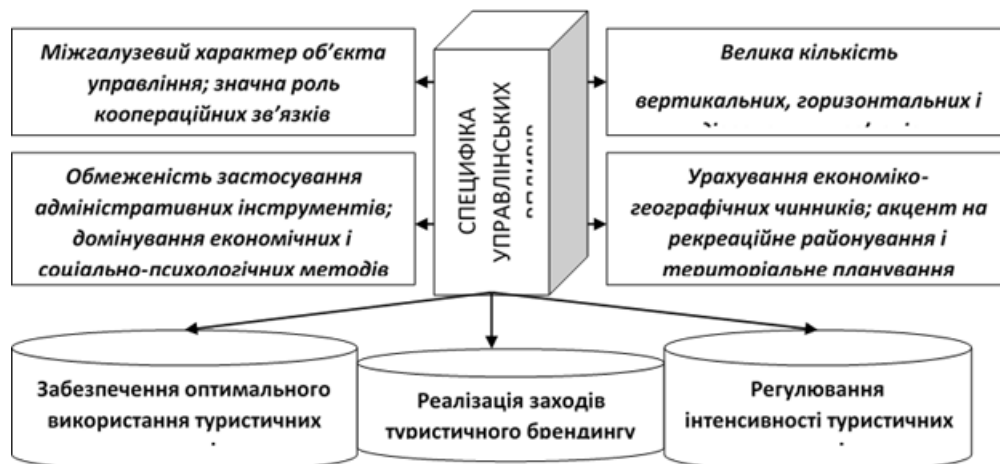 Міжгалузевий характер об’єкта
управління; значна роль
коопераційних зв’язків
Велика кількість
вертикальних, горизонтальних і
СПЕЦИФІКА
УПРАВЛІНСЬКИХ
Обмеженість застосування
адміністративних інструментів;
домінування економічних і
соціально-психологічних методів
Урахування економіко-
географічних чинників; акцент на
рекреаційне районування і
територіальне планування
Забезпечення оптимального
використання туристичних
Реалізація заходів
туристичного брендингу
Регулювання
інтенсивності туристичних